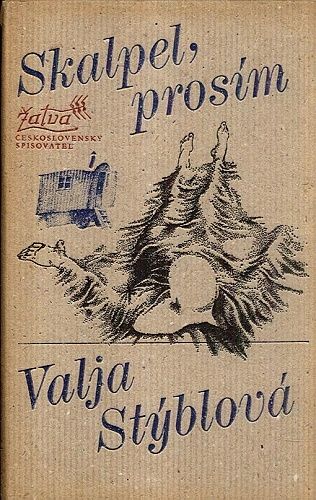 Skalpel,
prosím
Žatva
ČESKOSLOVENSKÝ
SPISOVATEL
Valja
Stýblová